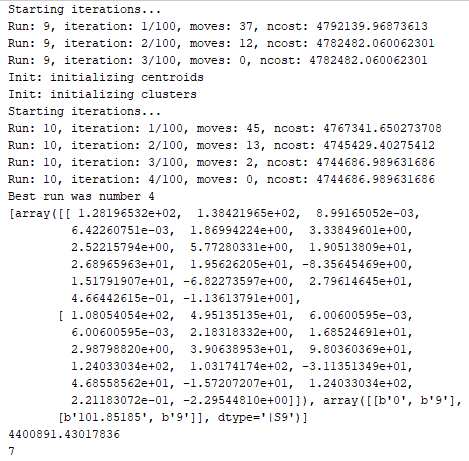 Starting iterations...
Run: 9, iteration: 1/100, moves: 37, ncost: 4792139.96873613
Run: 9, iteration: 2/100, moves: 12, ncost: 4782482.060062301
Run: 9, iteration: 3/100, moves: 0, ncost: 4782482.060062301
Init: initializing centroids
Init: initializing clusters
Starting iterations...
Run: 10, iteration: 1/100, moves: 45, ncost: 4767341.650273708
Run: 10, iteration: 2/100, moves: 13, ncost: 4745429.40275412
Run: 10, iteration: 3/100, moves: 2, ncost: 4744686.989631686
Run: 10, iteration: 4/100, moves: 0, ncost: 4744686.989631686
Best run was number 4
[array([[ 1.28196532e+02, 1.38421965e+02, 8.99165052e-03,
6.42260751e-03, 1.86994224e+00, 3.33849601e+00,
2.52215794e+00, 5.77280331e+00, 1.90513809e+01,
2.68965963e+01, 1.95626205e+01, -8.35645469e+00,
1.51791907e+01, -6.82273597e+00, 2.79614645e+01,
4.66442615e-01, -1.13613791e+00],
[ 1.08054054e+02, 4.95135135e+01, 6.00600595e-03,
6.00600595e-03, 2.18318332e+00, 1.68524691e+01,
2.98798820e+00, 3.90638953e+01, 9.80360369e+01,
1.24033034e+02, 1.03174174e+02, -3.11351349e+01,
4.68558562e+01, -1.57207207e+01, 1.24033034e+02,
2.21183072e-01, -2.29544810e+00]]), array([[b'0', b'9'],
[b'101.85185', b'9']], dtype='|S9')]
4400891.43017836
7